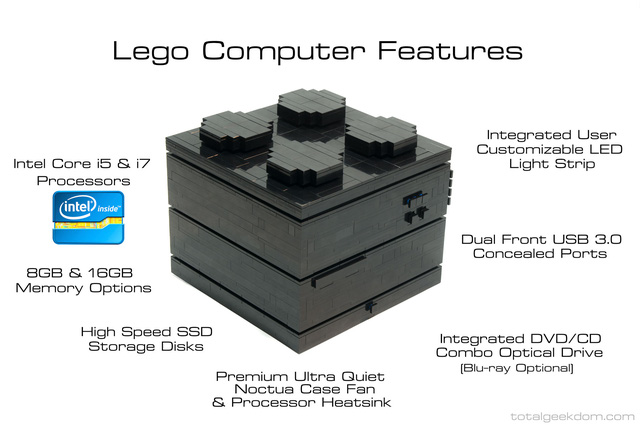 Lego Computer Features
Intel Core i5 & i7
Processors
intel inside™
8GB & 16GB
Memory Options
High Speed SSD
Storage Disks
Premium Ultra Quiet
Noctua Case Fan
& Processor Heatsink
Integrated User
Customizable LED
Light Strip
Dual Front USB 3.0
Concealed Ports
Integrated DVD/CD
Combo Optical Drive
[Blu-ray Optional]
totalgeekdom.com